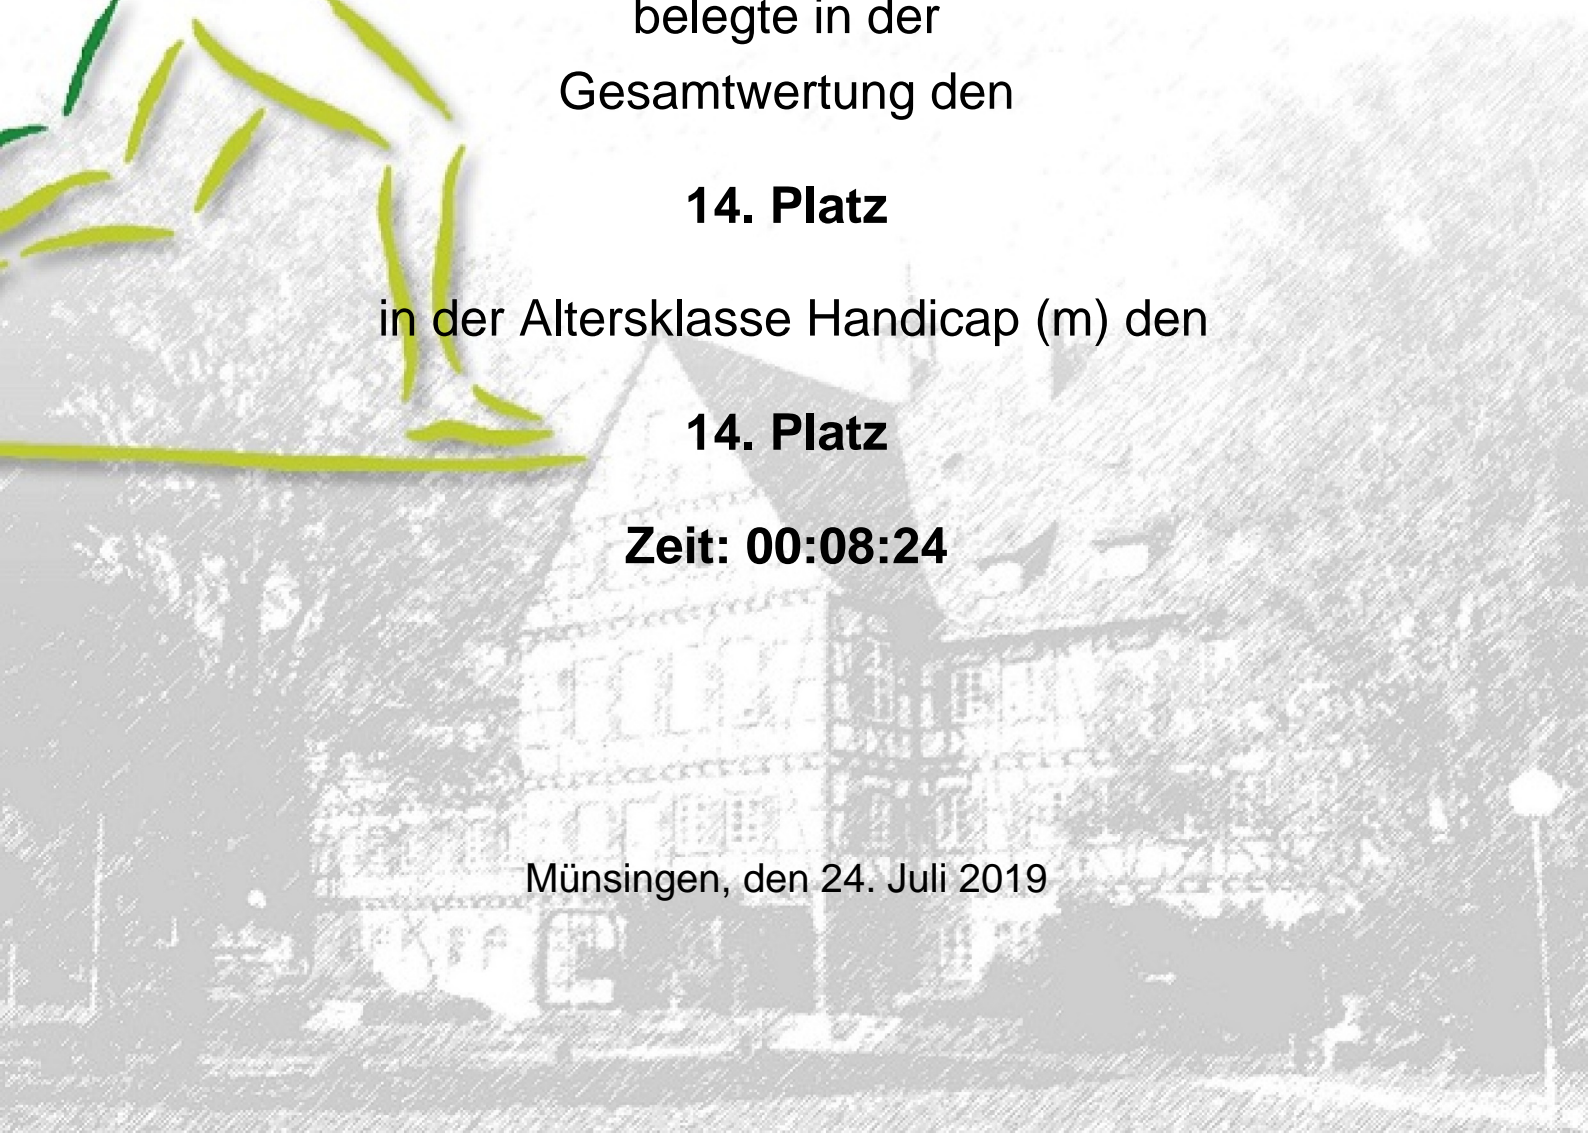 belegte in der
Gesamtwertung den
14. Platz
in der Altersklasse Handicap (m) den
14. Platz
Zeit: 00:08:24
Münsingen, den 24. Juli 2019